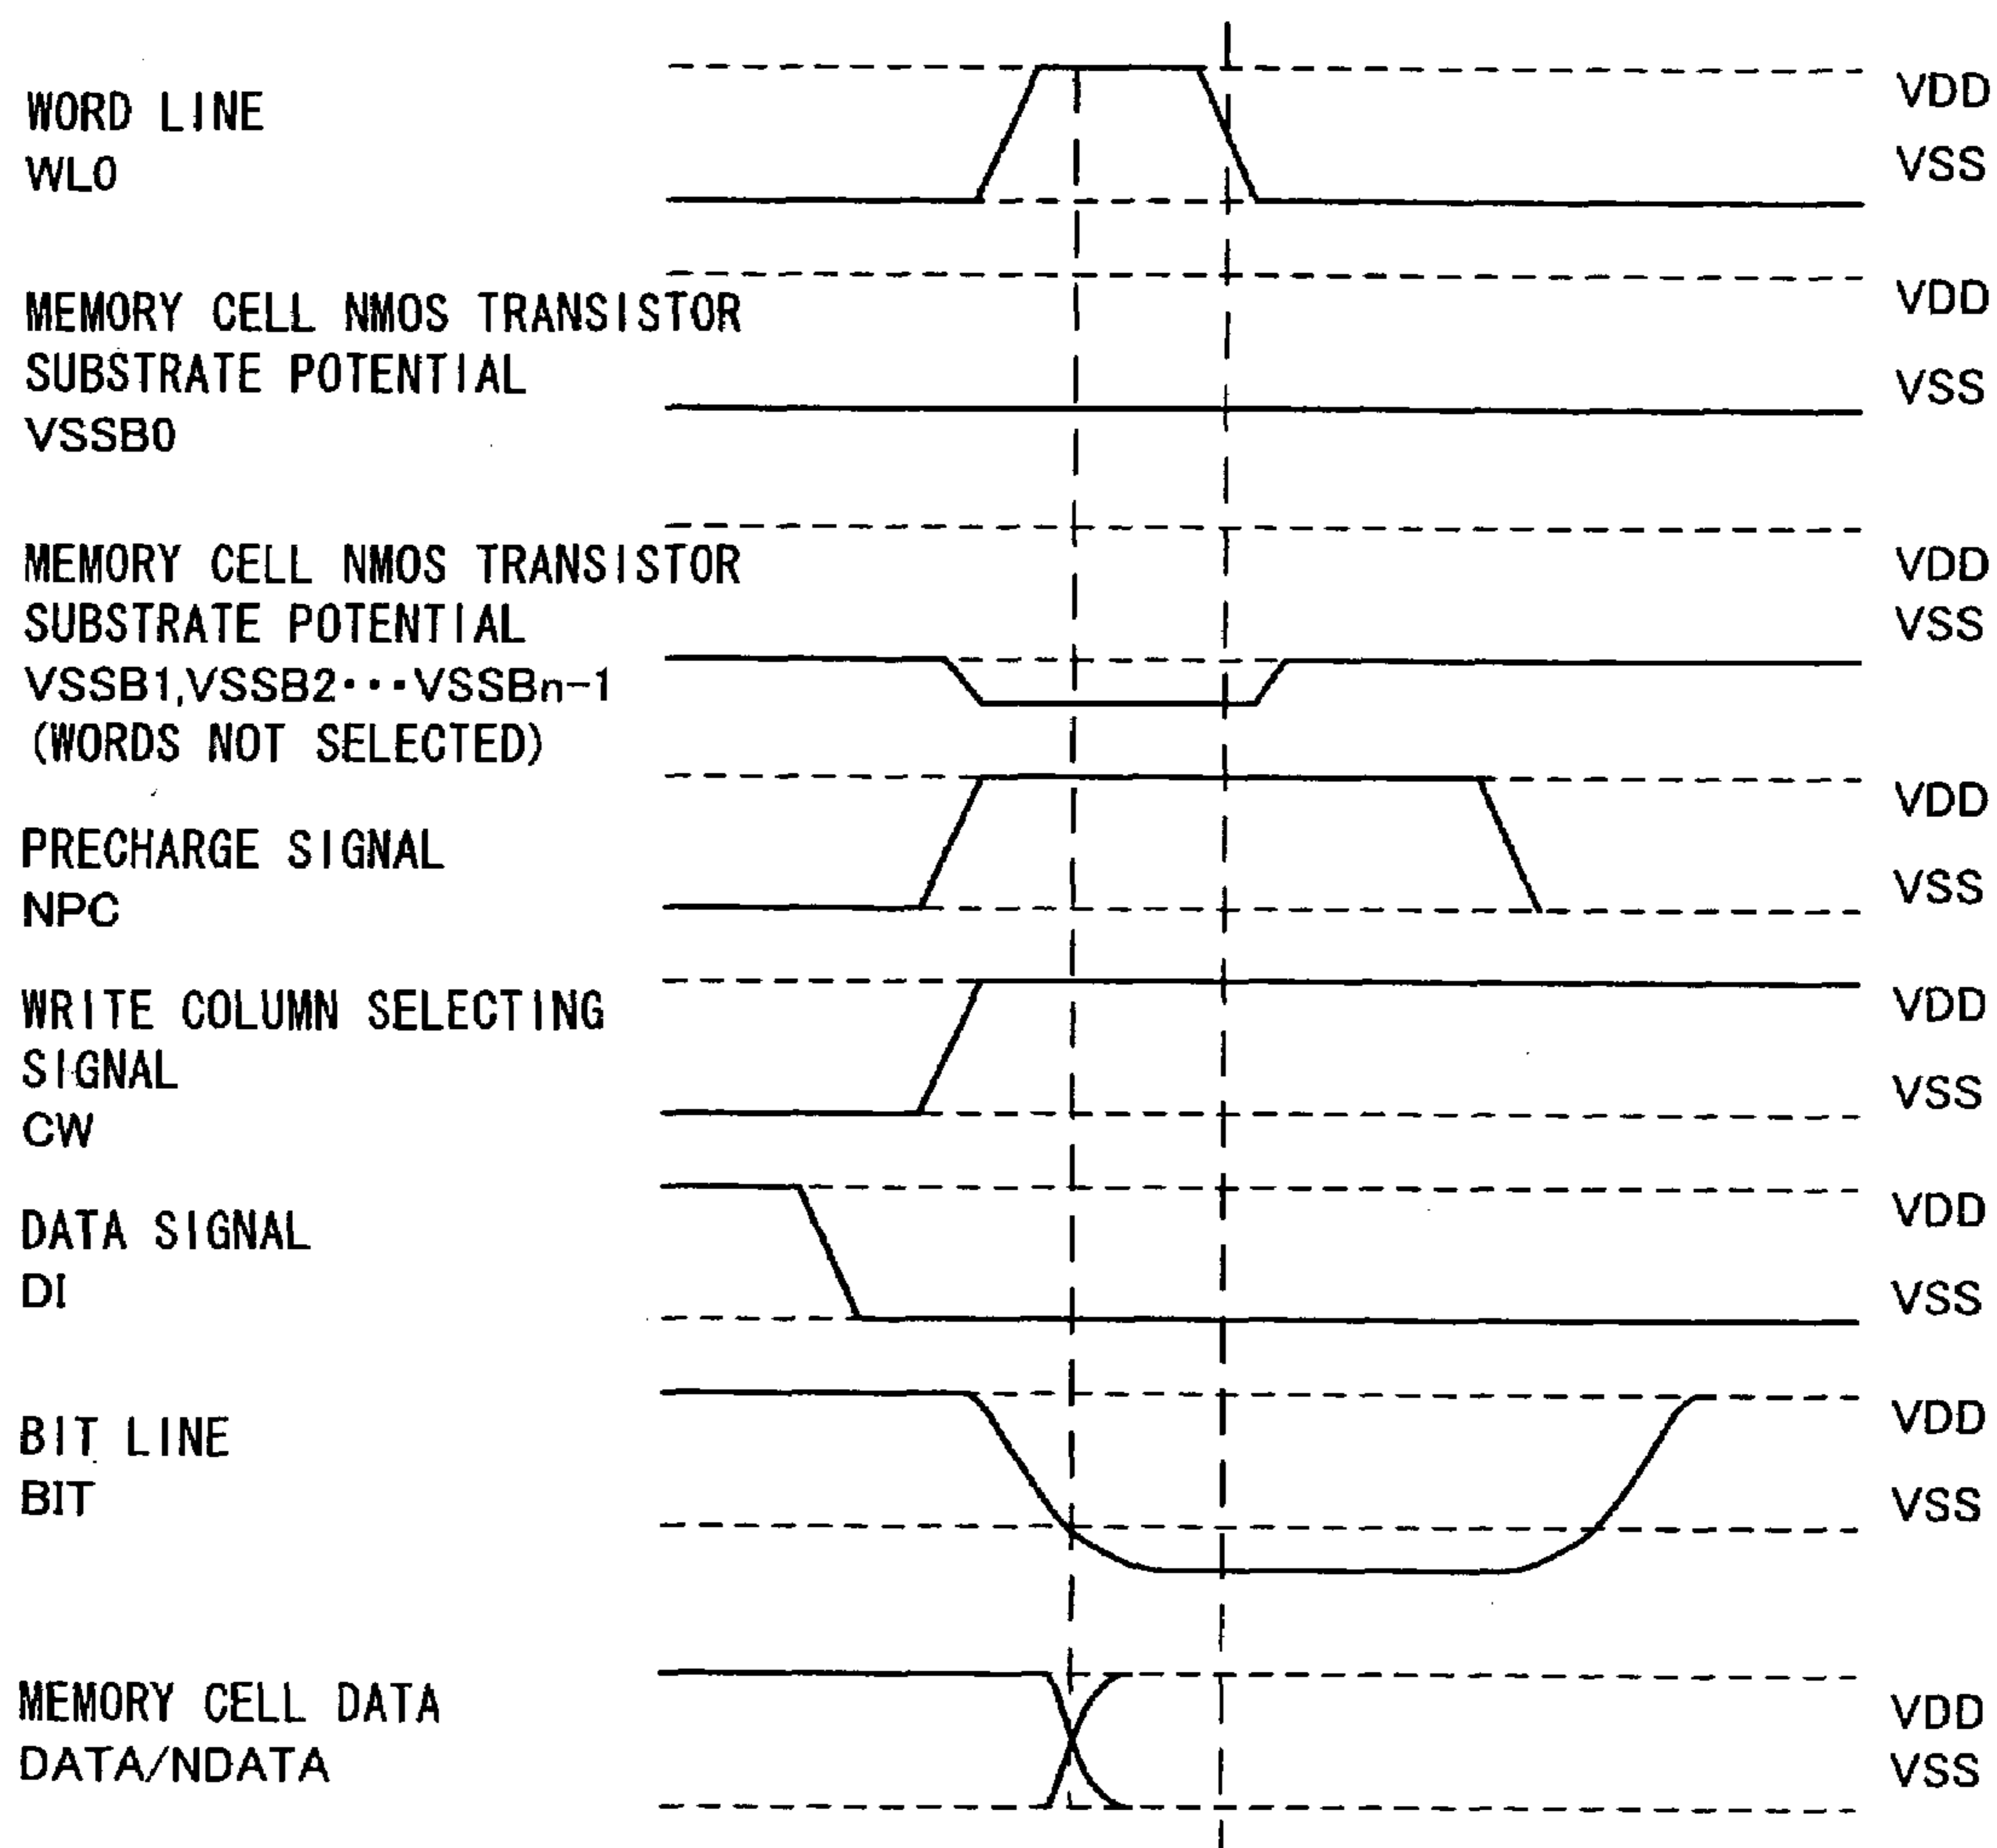 VDD
WORD LINE
WL0
VSS
VDD
MEMORY CELL NMOS TRANSISTOR
SUBSTRATE POTENTIAL
VSSB0
VSS
MEMORY CELL NMOS TRANSISTOR
SUBSTRATE POTENTIAL
VSSB1,VSSB2···VSSBn-1
(WORDS NOT SELECTED)
VDD
VSS
VDD
PRECHARGE SIGNAL
NPC
VSS
WRITE COLUMN SELECTING
SIGNAL
CW
VDD
VSS
DATA SIGNAL
DI
VDD
VSS
BIT LINE
BIT
VDD
VSS
MEMORY CELL DATA
DATA/NDATA
VDD
VSS